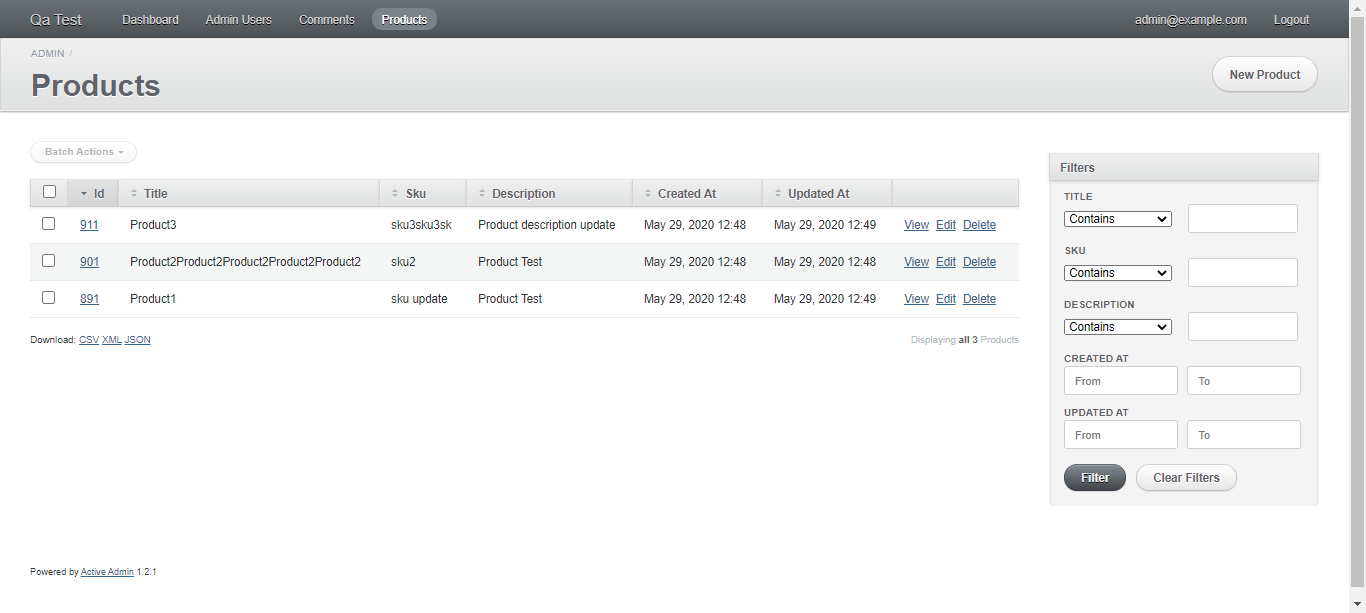 Qa Test Dashboard Admin Users Comments Products admin@example.com Logout
ADMIN /
Products
New Product
Batch Actions
Id Title Sku Description Created At Updated At
911 Product3 sku3sku3sk Product description update May 29, 2020 12:48 May 29, 2020 12:49 View Edit Delete
901 Product2Product2Product2Product2Product2 sku2 Product Test May 29, 2020 12:48 May 29, 2020 12:48 View Edit Delete
891 Product1 sku update Product Test May 29, 2020 12:48 May 29, 2020 12:49 View Edit Delete
Download: CSV XML JSON
Displaying all 3 Products
Filters
TITLE
Contains
SKU
Contains
DESCRIPTION
Contains
CREATED AT
From To
UPDATED AT
From To
Filter Clear Filters
Powered by Active Admin 1.2.1